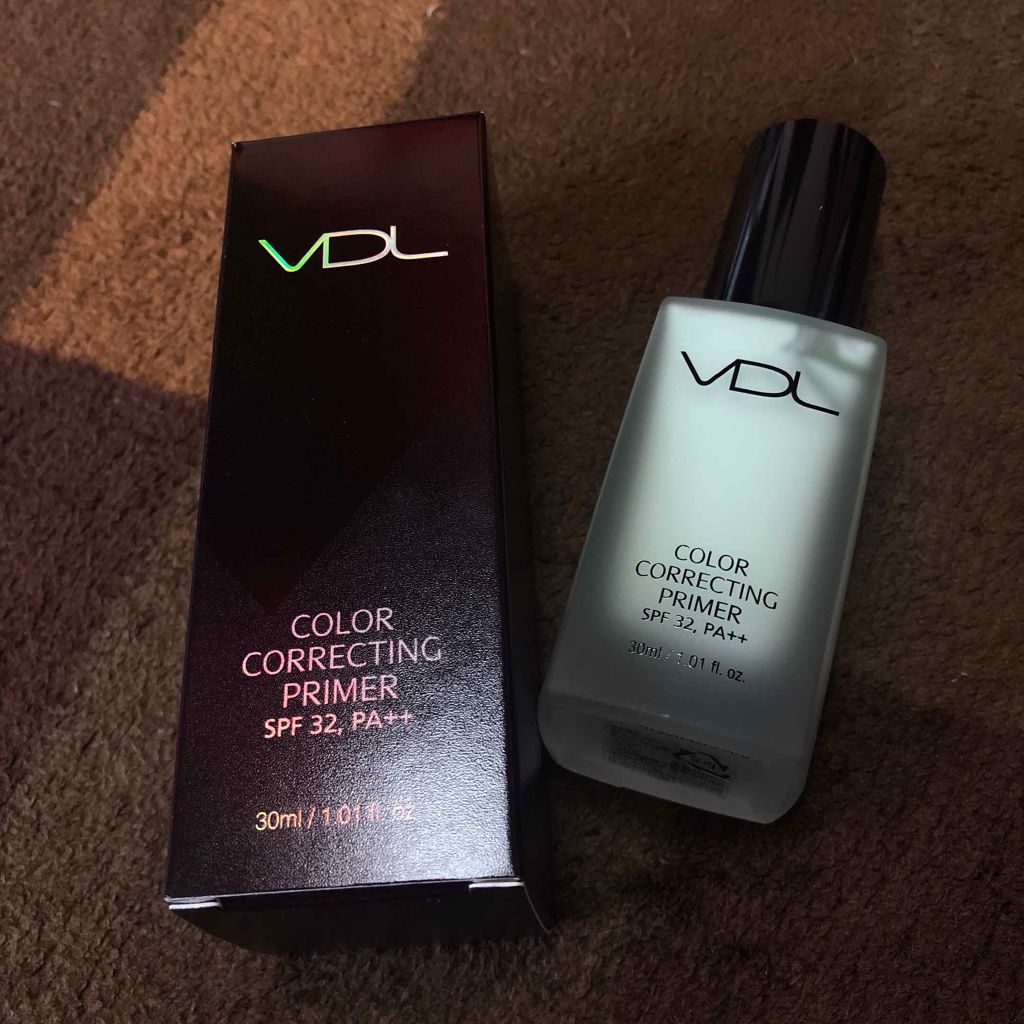 VDL
COLOR
CORRECTING
PRIMER
SPF 32, PA++
30ml / 1.01 fl. oz
VDL
COLOR
CORRECTING
PRIMER
SPF 32, PA++
30ml / 1.01 fl. oz.